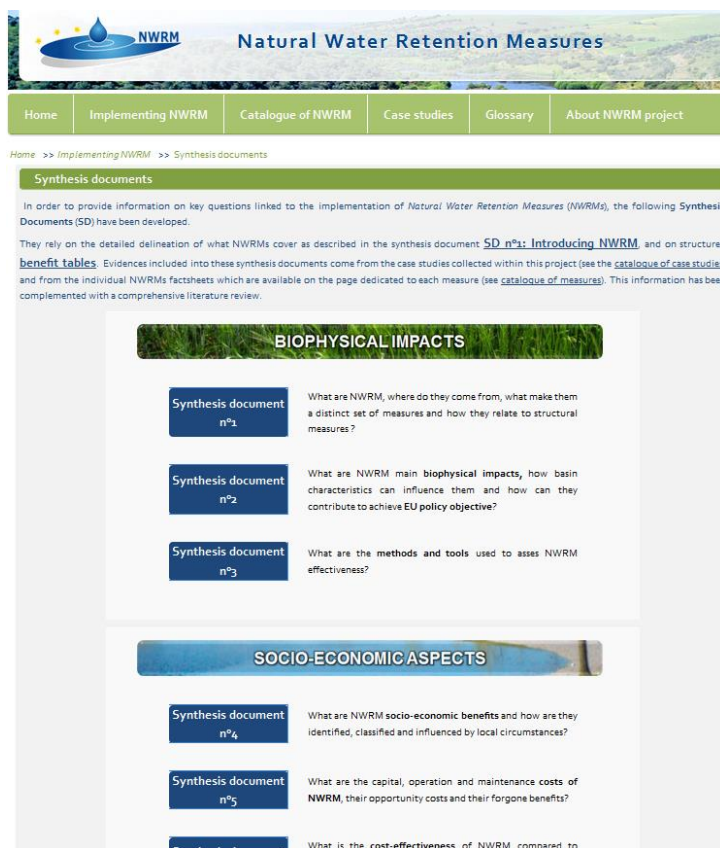 NWRM
Natural Water Retention Measures
Home Implementing NWRM Catalogue of NWRM Case studies Glossary About NWRM project
Home >> Implementing NWRM >> Synthesis documents
Synthesis documents
In order to provide information on key questions linked to the implementation of Natural Water Retention Measures (NWRMs), the following Synthesi
Documents (SD) have been developed.
They rely on the detailed delineation of what NWRMs cover as described in the synthesis document SD nº1: Introducing NWRM, and on structure
benefit tables. Evidences included into these synthesis documents come from the case studies collected within this project (see the catalogue of case studie
and from the individual NWRMs factsheets which are available on the page dedicated to each measure (see catalogue of measures). This information has bee
complemented with a comprehensive literature review.
BIOPHYSICAL IMPACTS
Synthesis document
nº1
What are NWRM, where do they come from, what make them
a distinct set of measures and how they relate to structural
measures?
Synthesis document
nº2
What are NWRM main biophysical impacts, how basin
characteristics can influence them and how can they
contribute to achieve EU policy objective?
Synthesis document
nº3
What are the methods and tools used to asses NWRM
effectiveness?
SOCIO-ECONOMIC ASPECTS
Synthesis document
nº4
What are NWRM socio-economic benefits and how are they
identified, classified and influenced by local circumstances?
Synthesis document
nº5
What are the capital, operation and maintenance costs of
NWRM, their opportunity costs and their forgone benefits?
What is the cost-effectiveness of NWRM compared to